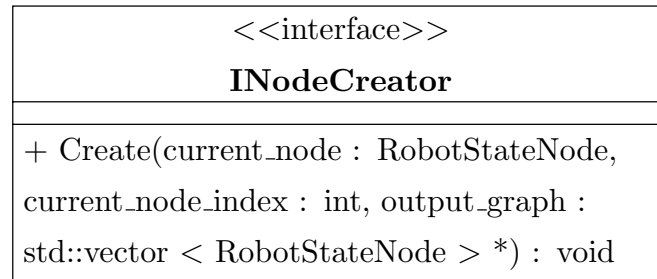 <<interface>>
INodeCreator
+ Create(current_node : RobotStateNode,
current_node_index : int, output_graph :
std::vector < RobotStateNode > *) : void